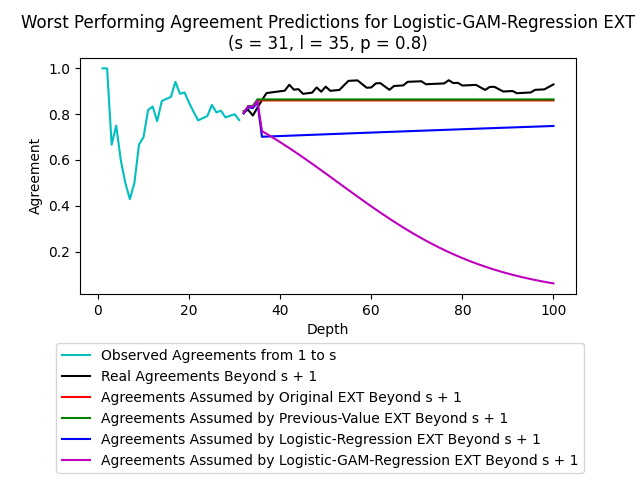 Worst Performing Agreement Predictions for Logistic-GAM-Regression EXT
(s = 31, l = 35, p = 0.8)
1.0
0.8
0.6
0.4
0.2
Agreement
0 20 40 60 80 100
Depth
Observed Agreements from 1 to s
Real Agreements Beyond s + 1
Agreements Assumed by Original EXT Beyond s + 1
Agreements Assumed by Previous-Value EXT Beyond s + 1
Agreements Assumed by Logistic-Regression EXT Beyond s + 1
Agreements Assumed by Logistic-GAM-Regression EXT Beyond s + 1